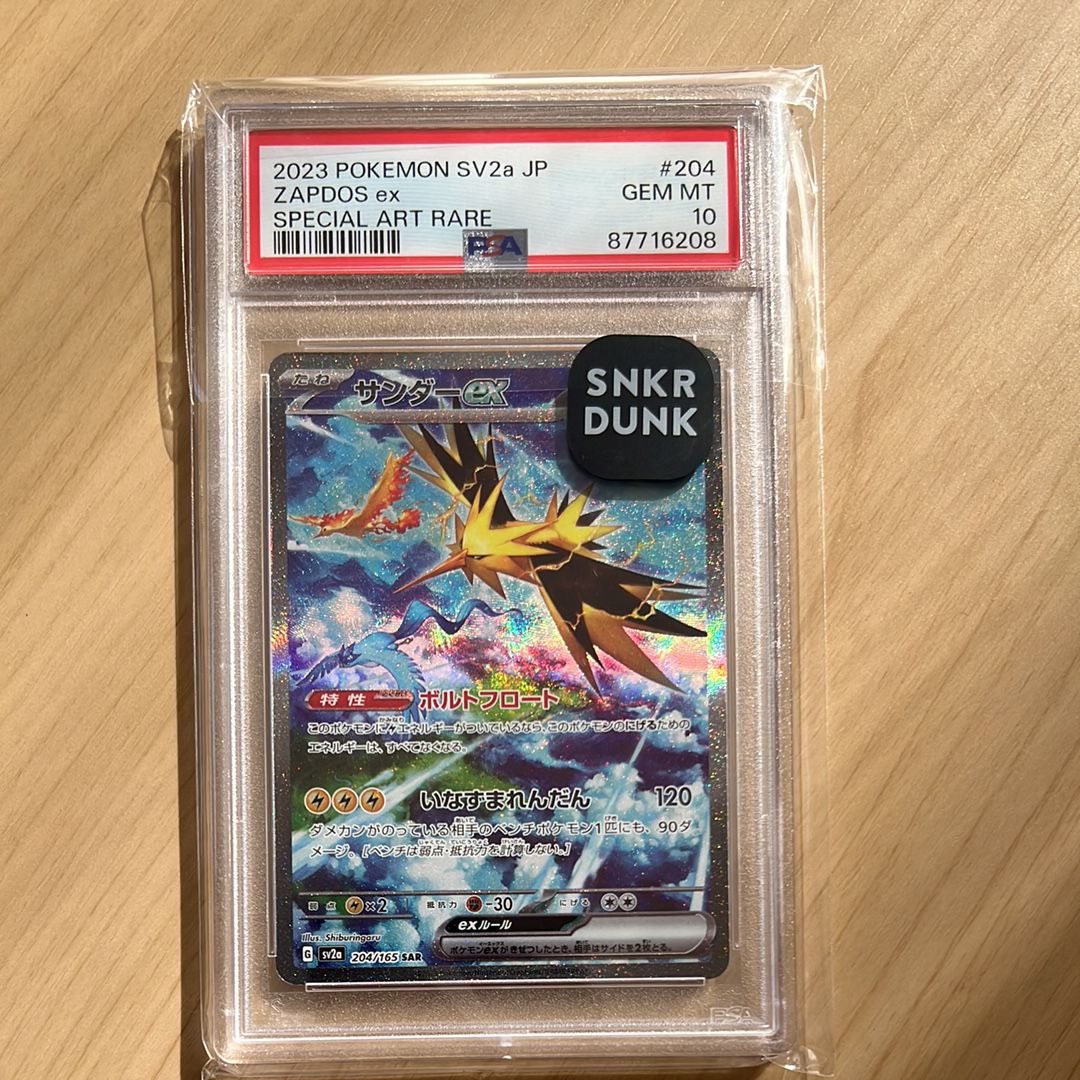 2023 POKEMON SV2a JP #204
ZAPDOS ex GEM MT
SPECIAL ART RARE 10
PSA 87716208
SNKR
DUNK
たね サンダーex
特性 ボルトフロート
このポケモンにエネルギーがついているなら、このポケモンのにげるための
エネルギーは、すべてなくなる。
いなずまれんだん 120
ダメカンがのっている相手のベンチポケモン1匹にも、90ダ
メージ。[ベンチは弱点・抵抗力を計算しない。]
弱点 ×2 抵抗力 -30 にげる
exルール
ポケモンexがきぜつしたとき、相手はサイドを2枚とる。
Illus. Shiburingaru
G sv2a 204/165 SAR
PSA